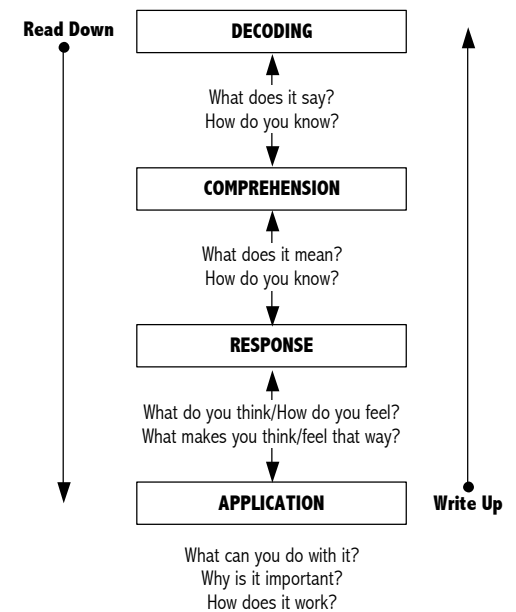 Read Down
DECODING
What does it say?
How do you know?
COMPREHENSION
What does it mean?
How do you know?
RESPONSE
What do you think/How do you feel?
What makes you think/feel that way?
APPLICATION
Write Up
What can you do with it?
Why is it important?
How does it work?